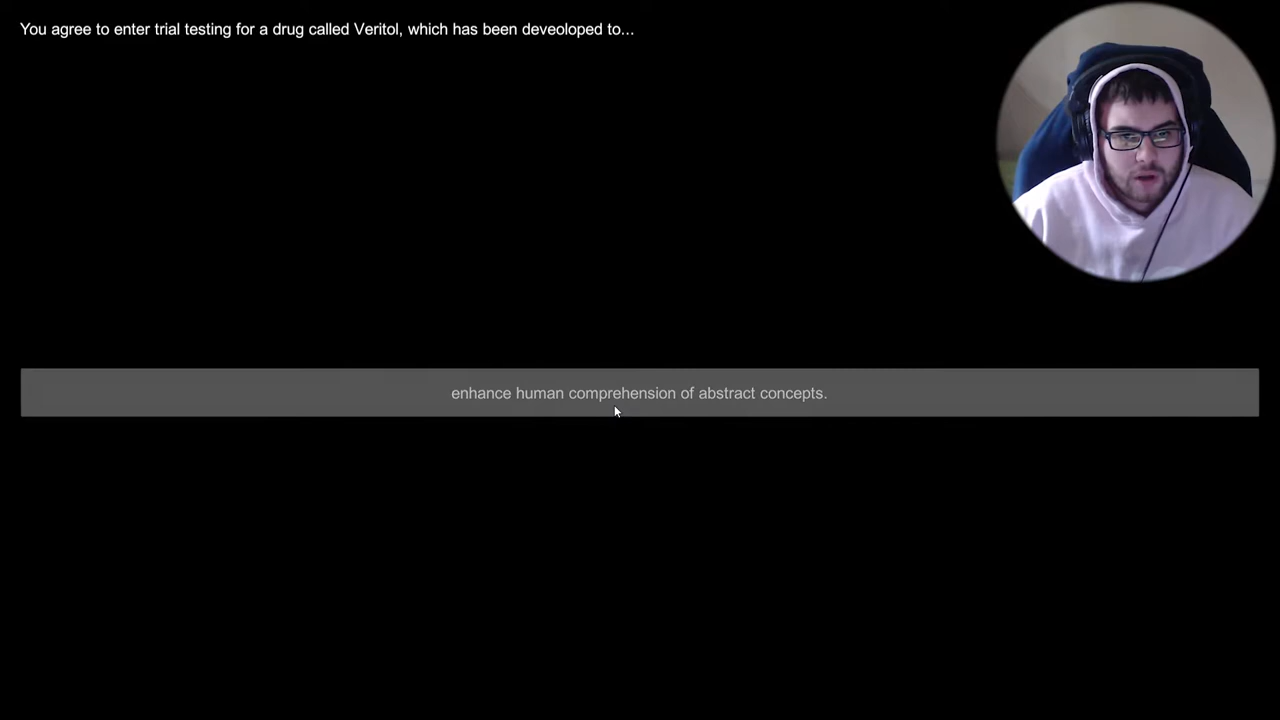 You agree to enter trial testing for a drug called Veritol, which has been deveoloped to...
enhance human comprehension of abstract concepts.